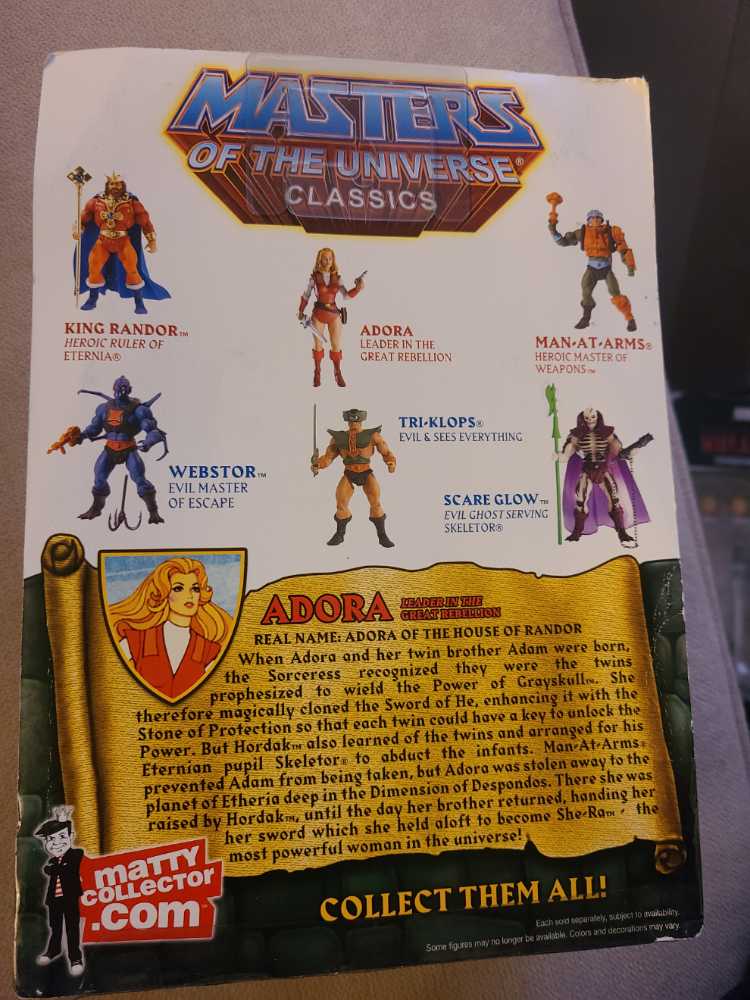 MASTERS
OF THE UNIVERSE®
CLASSICS
KING RANDOR™
HEROIC RULER OF
ETERNIA®
ADORA
LEADER IN THE
GREAT REBELLION
MAN-AT-ARMS®
HEROIC MASTER OF
WEAPONS™
WEBSTOR™
EVIL MASTER
OF ESCAPE
TRI-KLOPS®
EVIL & SEES EVERYTHING
SCARE GLOW™
EVIL GHOST SERVING
SKELETOR®
ADORA LEADER IN THE
GREAT REBELLION
REAL NAME: ADORA OF THE HOUSE OF RANDOR
When Adora and her twin brother Adam were born,
the Sorceress recognized they were the twins
prophesized to wield the Power of Grayskull™. She
therefore magically cloned the Sword of He, enhancing it with the
Stone of Protection so that each twin could have a key to unlock the
Power. But Hordak™ also learned of the twins and arranged for his
Eternian pupil Skeletor® to abduct the infants. Man-At-Arms®
prevented Adam from being taken, but Adora was stolen away to the
planet of Etheria deep in the Dimension of Despondos. There she was
raised by Hordak™, until the day her brother returned, handing her
her sword which she held aloft to become She-Ra™ - the
most powerful woman in the universe!
matty
COLLECTOR
.com
COLLECT THEM ALL!
Each sold separately, subject to availability.
Some figures may no longer be available. Colors and decorations may vary.